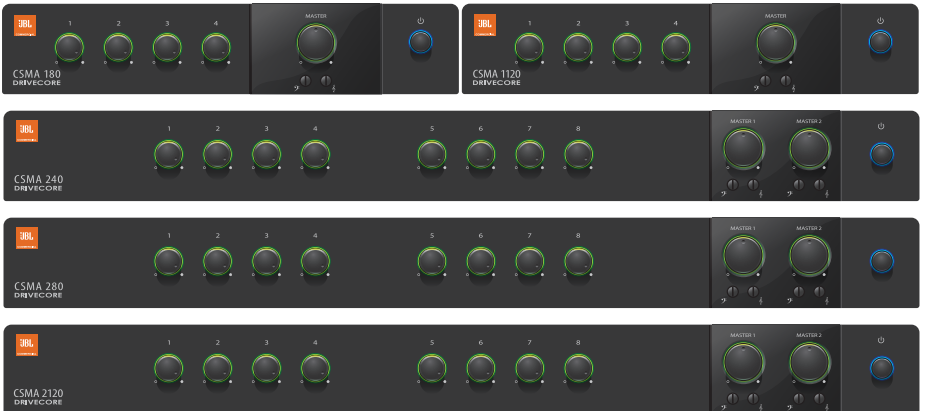 1 2 3 4 MASTER
JBL
CSMA 180
DRIVECORE
1 2 3 4 MASTER
JBL
CSMA 1120
DRIVECORE
1 2 3 4 5 6 7 8 MASTER 1 MASTER 2
JBL
CSMA 240
DRIVECORE
1 2 3 4 5 6 7 8 MASTER 1 MASTER 2
JBL
CSMA 280
DRIVECORE
1 2 3 4 5 6 7 8 MASTER 1 MASTER 2
JBL
CSMA 2120
DRIVECORE